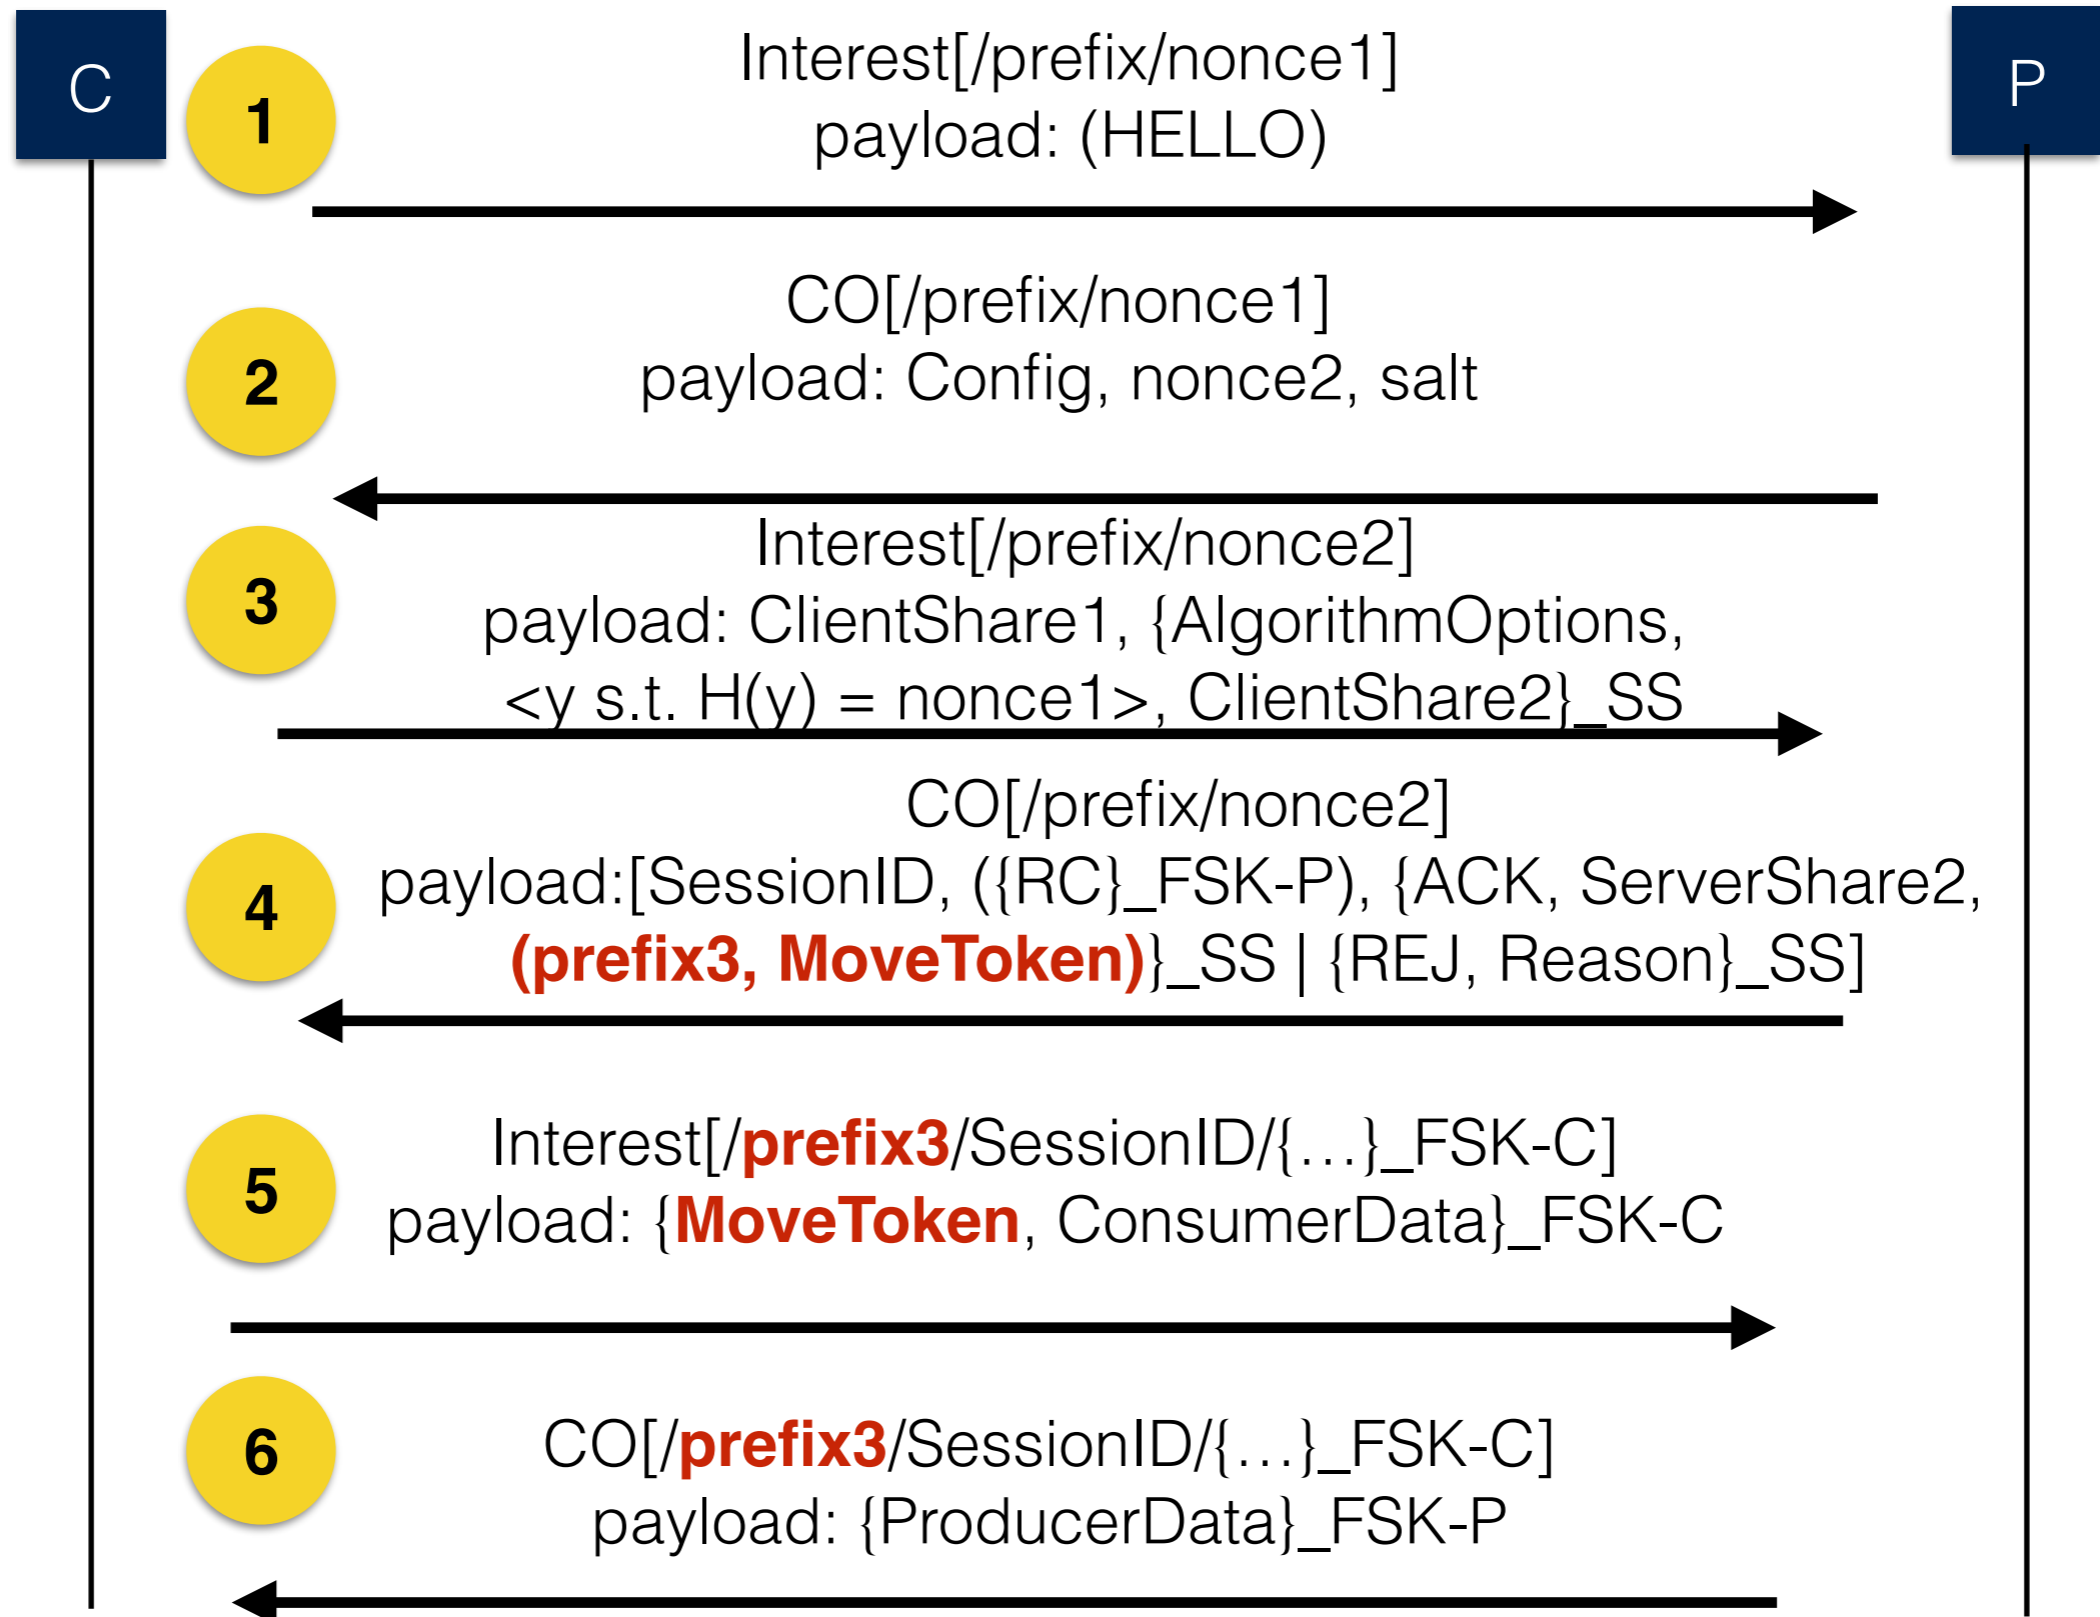 C
P
1
Interest[/prefix/nonce1]
payload: (HELLO)
2
CO[/prefix/nonce1]
payload: Config, nonce2, salt
3
Interest[/prefix/nonce2]
payload: ClientShare1, {AlgorithmOptions,
<y s.t. H(y) = nonce1>, ClientShare2}_SS
4
CO[/prefix/nonce2]
payload:[SessionID, ({RC}_FSK-P), {ACK, ServerShare2,
(prefix3, MoveToken)}_SS | {REJ, Reason}_SS]
5
Interest[/prefix3/SessionID/{…}_FSK-C]
payload: {MoveToken, ConsumerData}_FSK-C
6
CO[/prefix3/SessionID/{…}_FSK-C]
payload: {ProducerData}_FSK-P